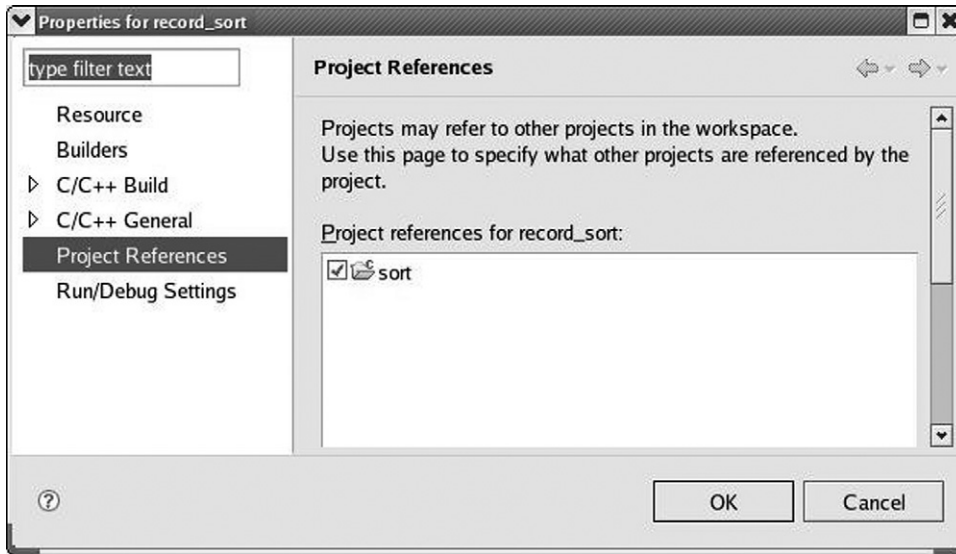 Properties for record_sort
type filter text
Resource
Builders
C/C++ Build
C/C++ General
Project References
Run/Debug Settings
Project References
Projects may refer to other projects in the workspace.
Use this page to specify what other projects are referenced by the
project.
Project references for record_sort:
sort
OK
Cancel